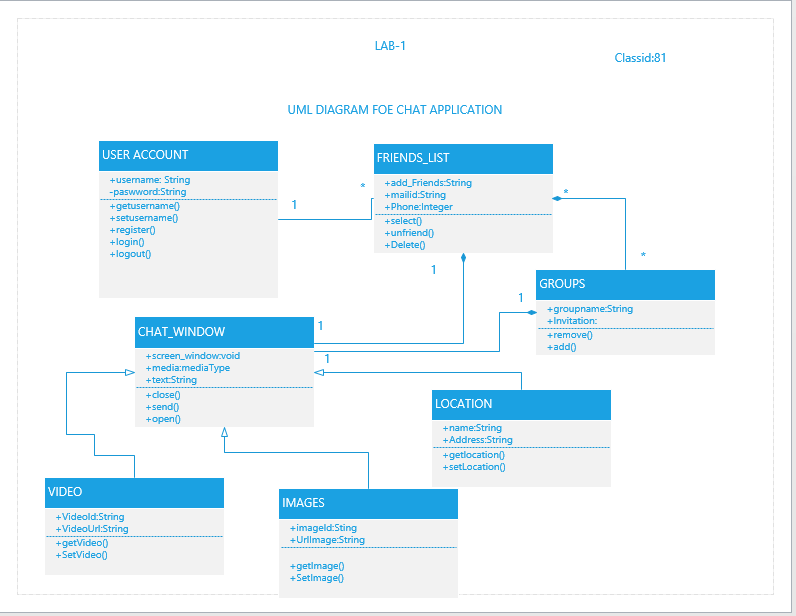 LAB-1
Classid:81
UML DIAGRAM FOE CHAT APPLICATION
USER ACCOUNT
+username: String
-paswword:String
+getusername()
+setusername()
+register()
+login()
+logout()
1
*
FRIENDS_LIST
+add_Friends:String
+mailid:String
+Phone:Integer
+select()
+unfriend()
+Delete()
*
*
1
1
GROUPS
+groupname:String
+Invitation:
+remove()
+add()
CHAT_WINDOW
+screen_window:void
+media:mediaType
+text:String
+close()
+send()
+open()
1
1
LOCATION
+name:String
+Address:String
+getlocation()
+setLocation()
VIDEO
+VideoId:String
+VideoUrl:String
+getVideo()
+SetVideo()
IMAGES
+imageId:Sting
+UrlImage:String
+getImage()
+SetImage()